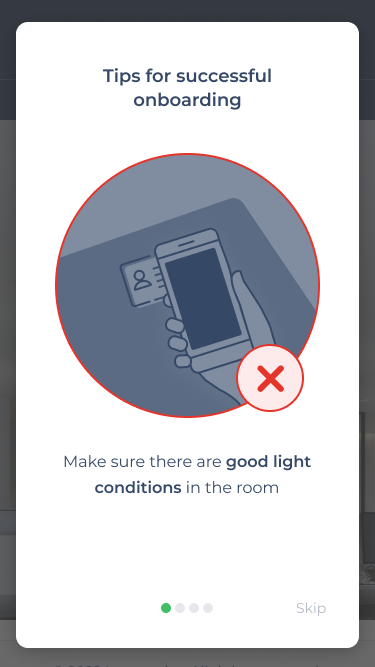 Tips for successful
onboarding
Make sure there are good light
conditions in the room
Skip